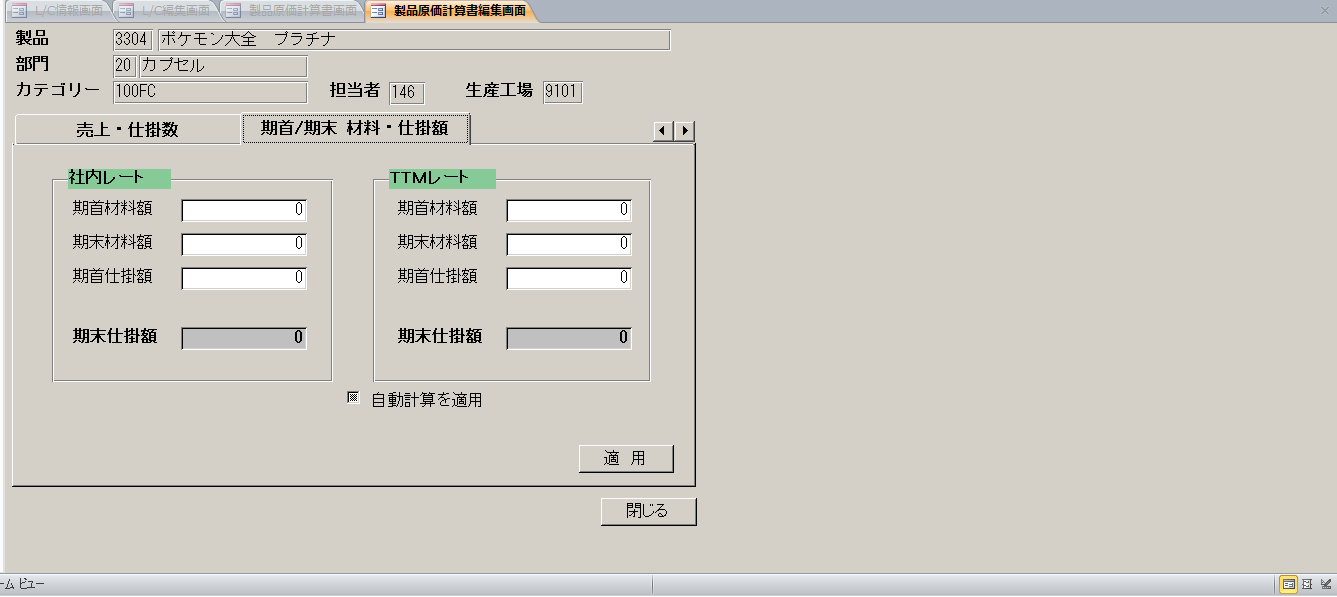 L/C情報画面 L/C編集画面 製品原価計算書画面 製品原価計算書編集画面
製品 3304 ポケモン大全 プラチナ
部門 20 カプセル
カテゴリー 100FC 担当者 146 生産工場 9101
売上・仕掛数 期首/期末 材料・仕掛額
社内レート TTMレート
期首材料額 0 期首材料額 0
期末材料額 0 期末材料額 0
期首仕掛額 0 期首仕掛額 0
期末仕掛額 0 期末仕掛額 0
自動計算を適用
適 用
閉じる
ーム ビュー